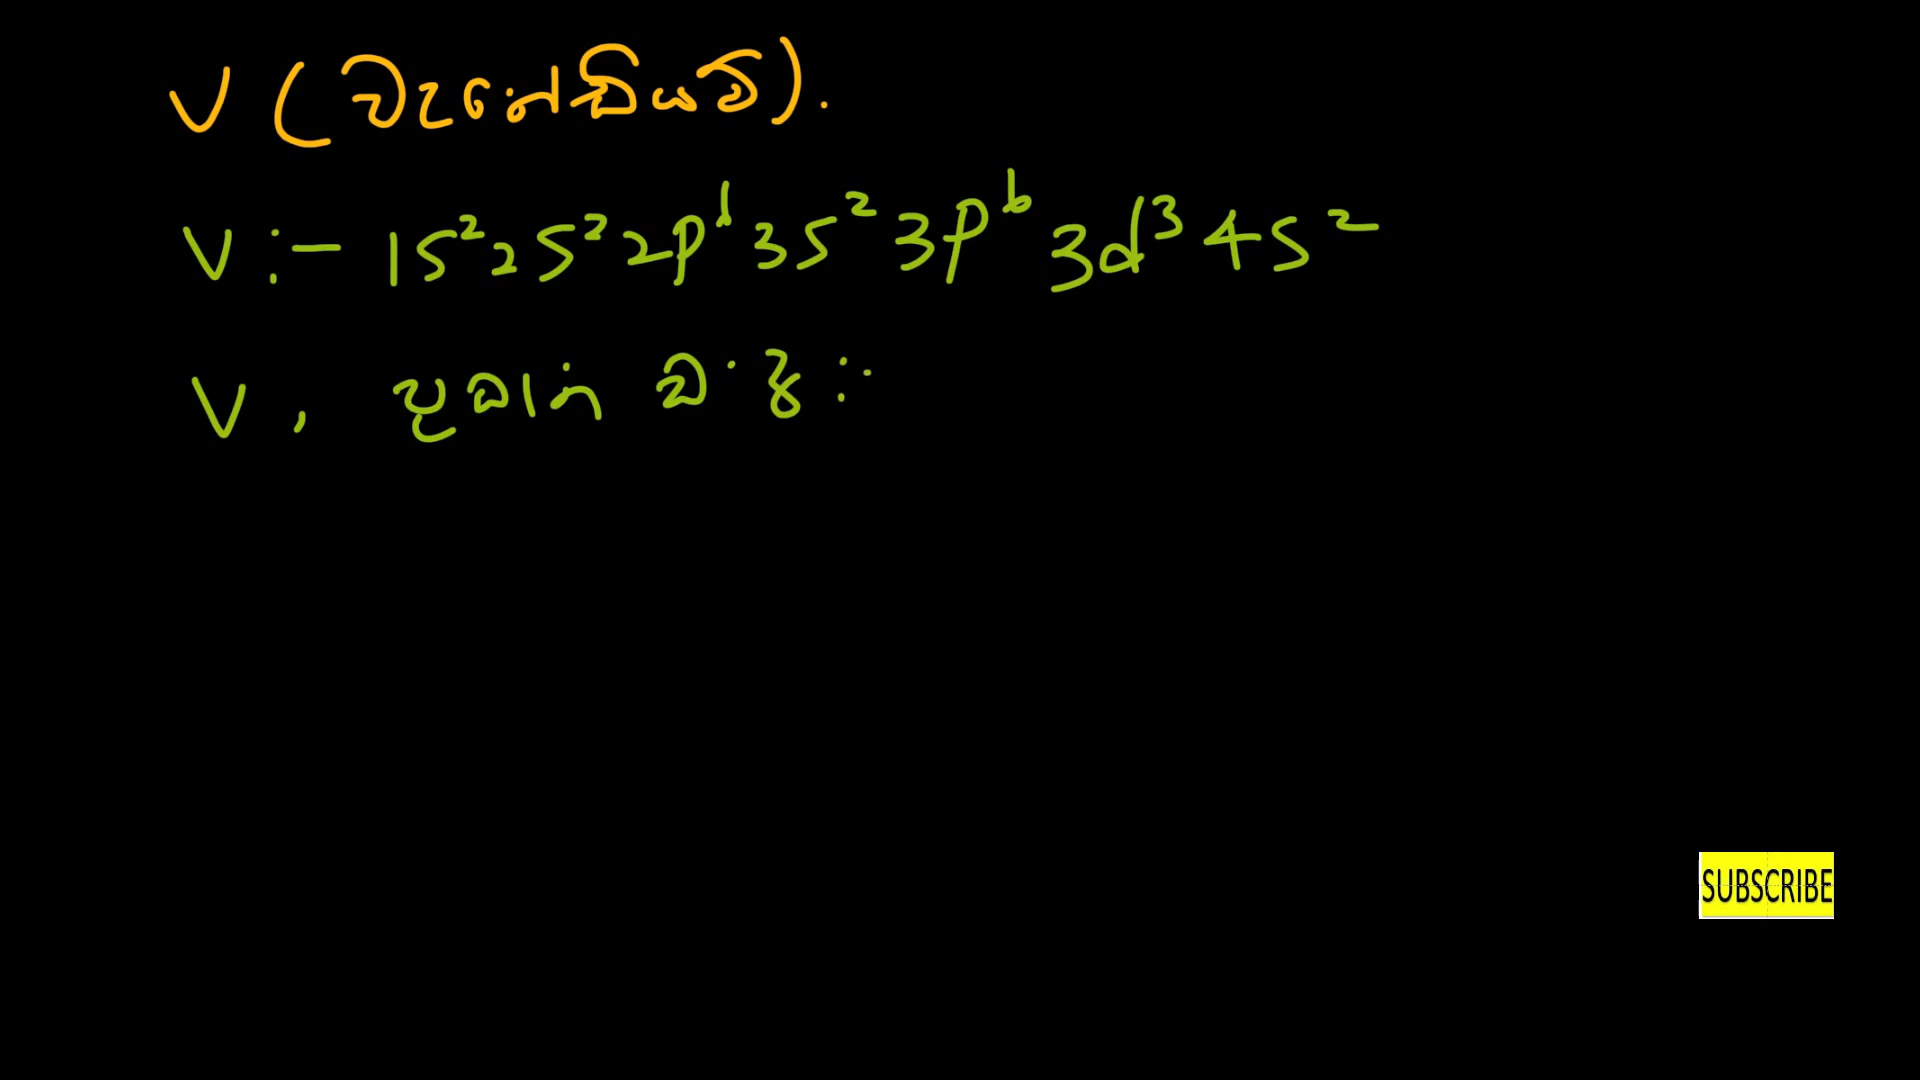 V (වැනේඩියම්).
V :- 1s²2s²2p⁶3s²3p⁶3d³4s²
V , ප්‍රධාන ඔ.අ :-
SUBSCRIBE